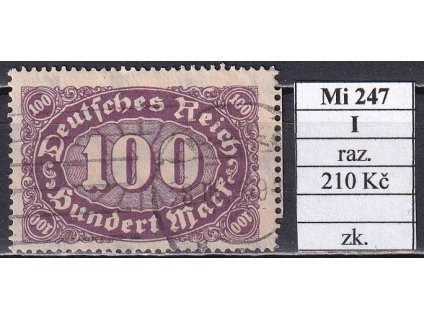 100 100
Deutsches Reich
100
Hundert Mark
100 100
Mi 247
I
raz.
210 Kč
zk.